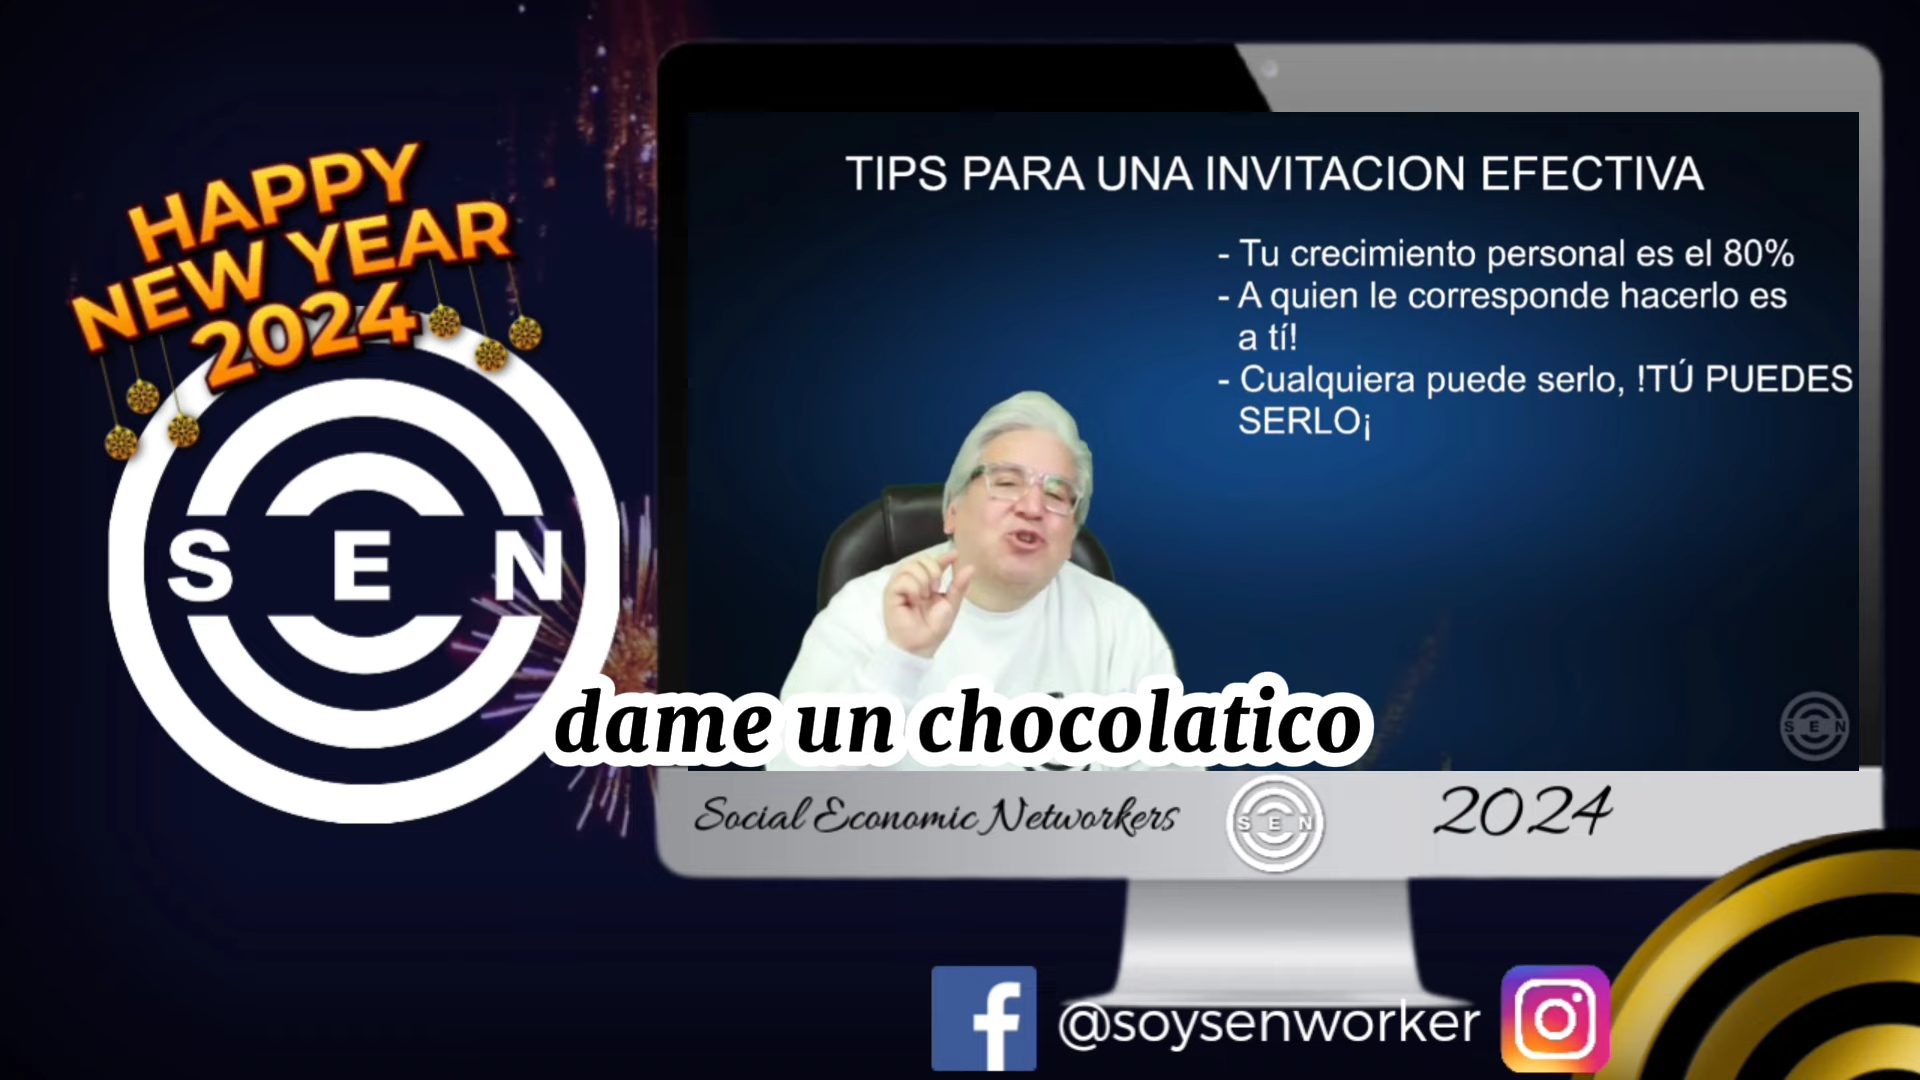 HAPPY
NEW YEAR
2024
S E N
TIPS PARA UNA INVITACION EFECTIVA
- Tu crecimiento personal es el 80%
- A quien le corresponde hacerlo es
a tí!
- Cualquiera puede serlo, !TÚ PUEDES
SERLO¡
S E N
dame un chocolatico
Social Economic Networkers
S E N
2024
f
@soysenworker